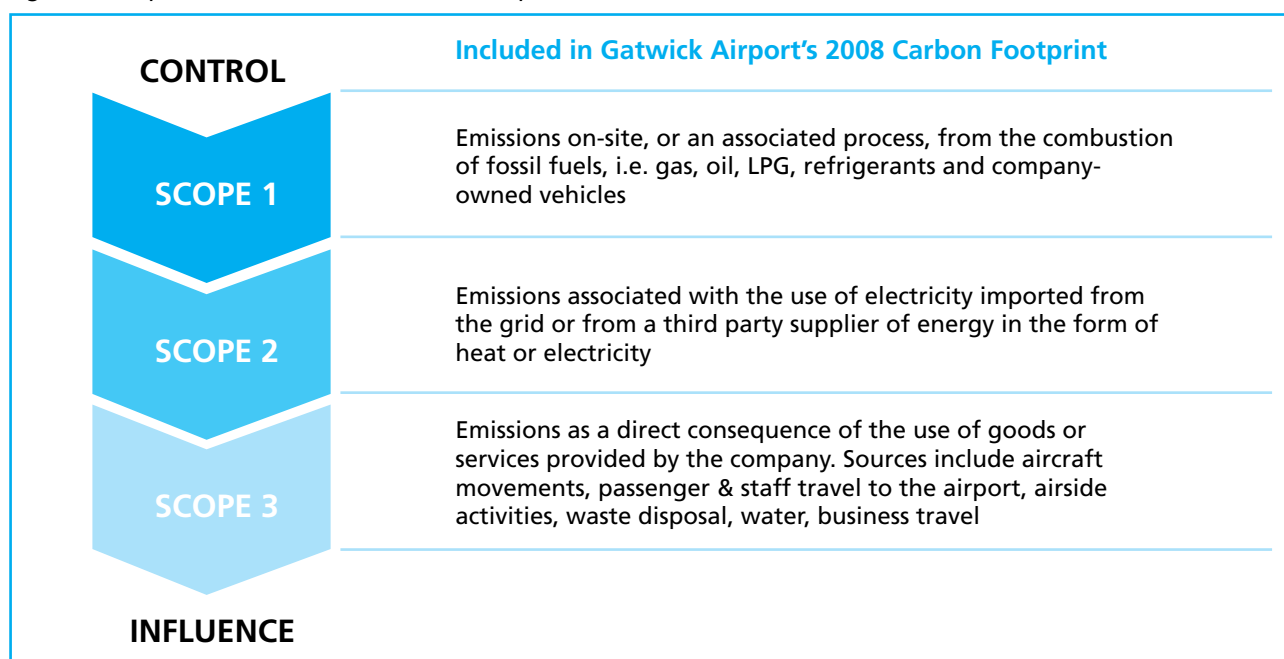 Included in Gatwick Airport's 2008 Carbon Footprint
CONTROL
SCOPE 1
Emissions on-site, or an associated process, from the combustion
of fossil fuels, i.e. gas, oil, LPG, refrigerants and company-
owned vehicles
SCOPE 2
Emissions associated with the use of electricity imported from
the grid or from a third party supplier of energy in the form of
heat or electricity
SCOPE 3
Emissions as a direct consequence of the use of goods or
services provided by the company. Sources include aircraft
movements, passenger & staff travel to the airport, airside
activities, waste disposal, water, business travel
INFLUENCE